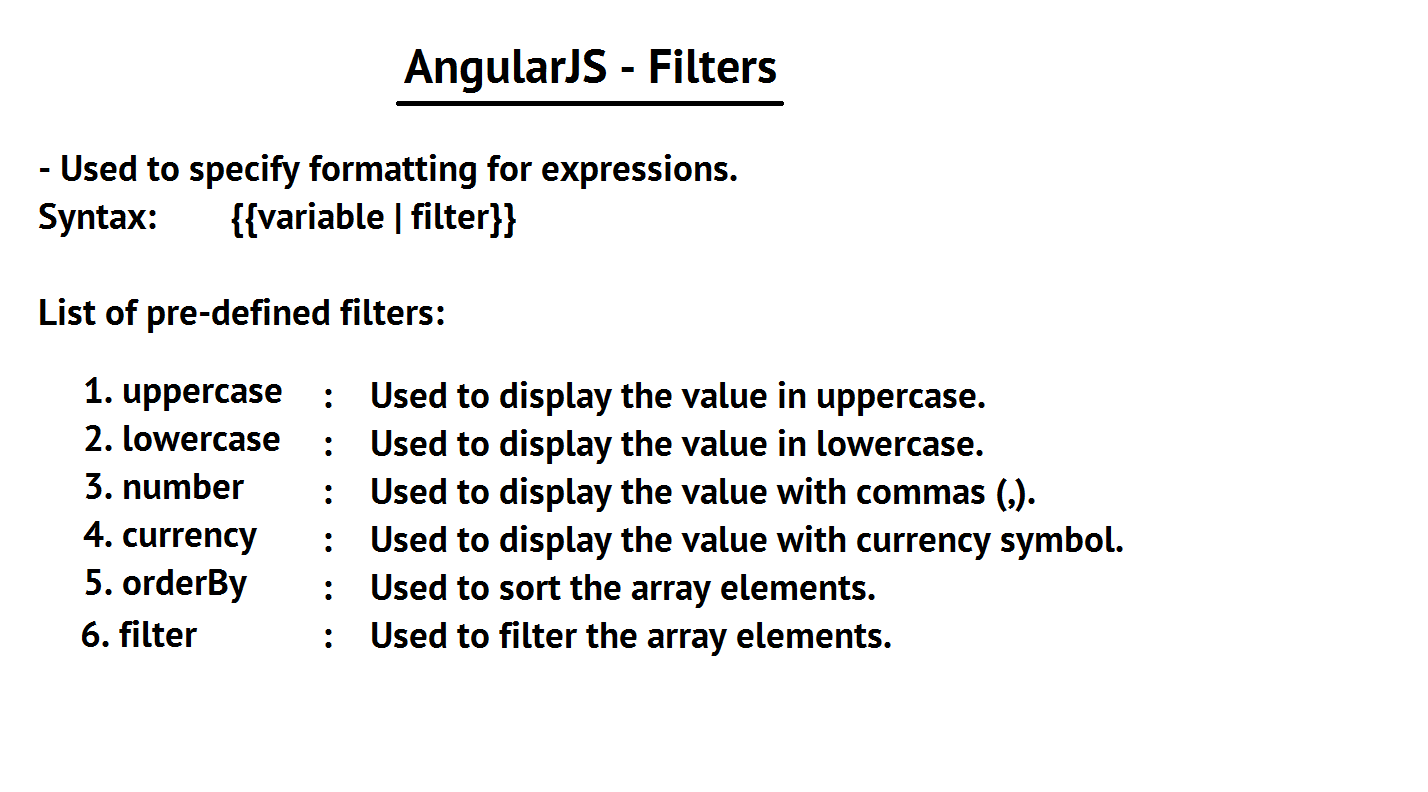 AngularJS - Filters
- Used to specify formatting for expressions.
Syntax: {{variable | filter}}
List of pre-defined filters:
1. uppercase : Used to display the value in uppercase.
2. lowercase : Used to display the value in lowercase.
3. number : Used to display the value with commas (,).
4. currency : Used to display the value with currency symbol.
5. orderBy : Used to sort the array elements.
6. filter : Used to filter the array elements.